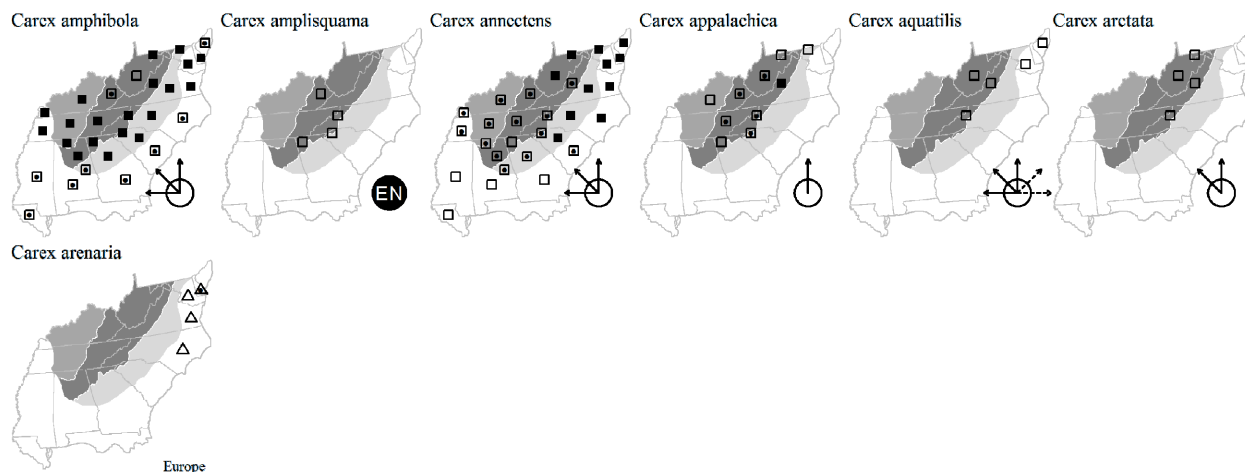 Carex amphibola
Carex amplisquama
Carex annectens
Carex appalachica
Carex aquatilis
Carex arctata
EN
Carex arenaria
Europe